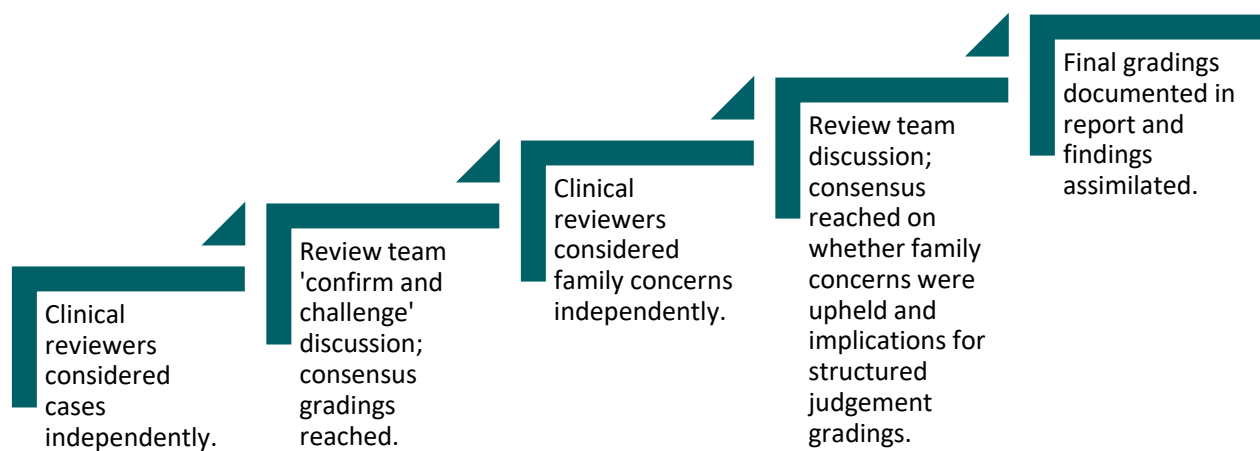 Clinical
reviewers
considered
cases
independently.
Review team
'confirm and
challenge'
discussion;
consensus
gradings
reached.
Clinical
reviewers
considered
family concerns
independently.
Review team
discussion;
consensus
reached on
whether family
concerns were
upheld and
implications for
structured
judgement
gradings.
Final gradings
documented in
report and
findings
assimilated.